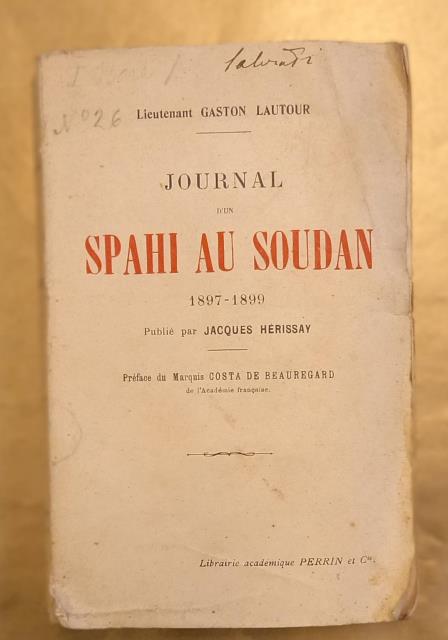 Nº 26
Lieutenant GASTON LAUTOUR
JOURNAL
D'UN
SPAHI AU SOUDAN
1897-1899
Publié par JACQUES HÉRISSAY
Préface du Marquis COSTA DE BEAUREGARD
de l'Académie française.
Librairie académique PERRIN et Cie.